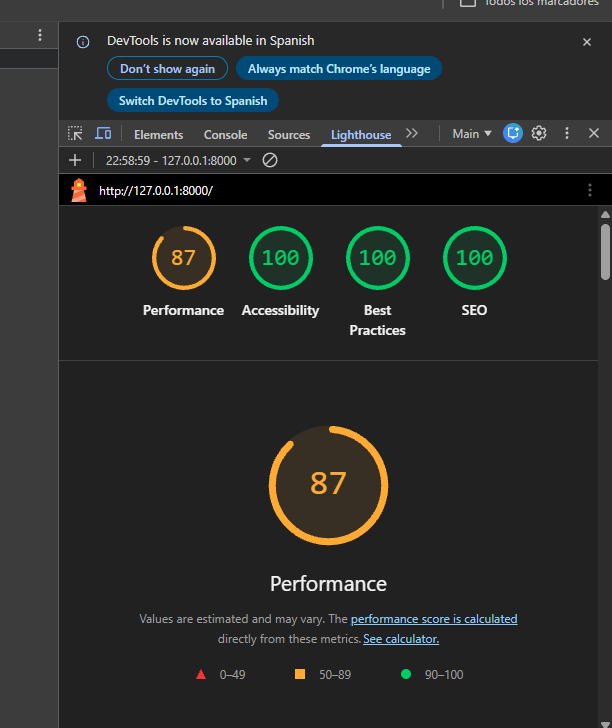 Todos los marcadores
DevTools is now available in Spanish
Don't show again
Always match Chrome's language
Switch DevTools to Spanish
Elements
Console
Sources
Lighthouse
Main
22:58:59 - 127.0.0.1:8000
http://127.0.0.1:8000/
87
100
100
100
Performance
Accessibility
Best
Practices
SEO
87
Performance
Values are estimated and may vary. The performance score is calculated
directly from these metrics. See calculator.
0–49
50–89
90–100